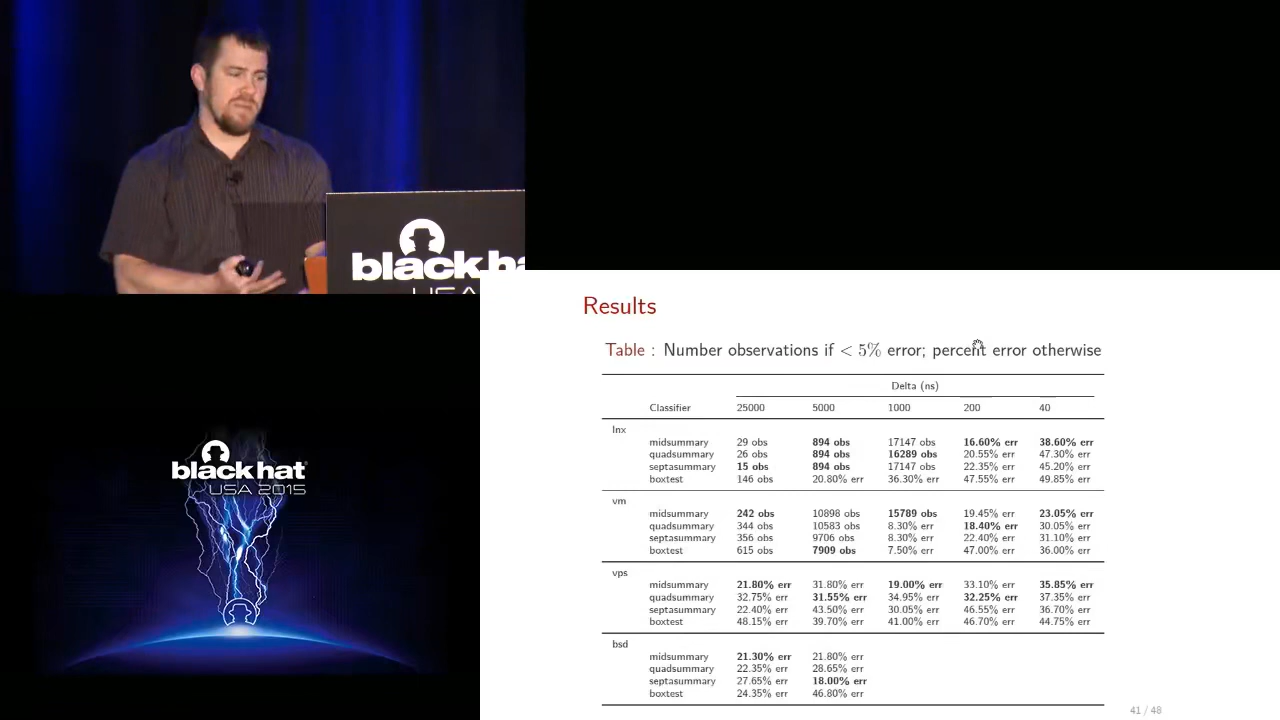 black ha
USA
black hat
USA 2015
Results
Table : Number observations if < 5% error; percent error otherwise
Delta (ns)
Classifier 25000 5000 1000 200 40
lnx
midsummary 29 obs 894 obs 17147 obs 16.60% err 38.60% err
quadsummary 26 obs 894 obs 16289 obs 20.55% err 47.30% err
septasummary 15 obs 894 obs 17147 obs 22.35% err 45.20% err
boxtest 146 obs 20.80% err 36.30% err 47.55% err 49.85% err
vm
midsummary 242 obs 10898 obs 15789 obs 19.45% err 23.05% err
quadsummary 344 obs 10583 obs 8.30% err 18.40% err 30.05% err
septasummary 356 obs 9706 obs 8.30% err 22.40% err 31.10% err
boxtest 615 obs 7909 obs 7.50% err 47.00% err 36.00% err
vps
midsummary 21.80% err 31.80% err 19.00% err 33.10% err 35.85% err
quadsummary 32.75% err 31.55% err 34.95% err 32.25% err 37.35% err
septasummary 22.40% err 43.50% err 30.05% err 46.55% err 36.70% err
boxtest 48.15% err 39.70% err 41.00% err 46.70% err 44.75% err
bsd
midsummary 21.30% err 21.80% err
quadsummary 22.35% err 28.65% err
septasummary 27.65% err 18.00% err
boxtest 24.35% err 46.80% err
41 / 48